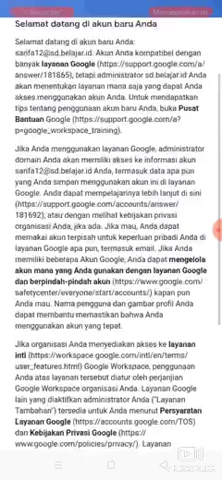 Selamat datang di akun baru Anda
Selamat datang di akun baru Anda:
sarifa12@sd.belajar.id. Akun Anda kompatibel dengan
banyak layanan Google (https://support.google.com/a/
answer/181865), tetapi administrator sd.belajar.id Anda
akan menentukan layanan mana saja yang dapat Anda
akses menggunakan akun Anda. Untuk mendapatkan
tips tentang penggunaan akun baru Anda, buka Pusat
Bantuan Google (https://support.google.com/a?
p=google_workspace_training).
Jika Anda menggunakan layanan Google, administrator
domain Anda akan memiliki akses ke informasi akun
sarifa12@sd.belajar.id Anda, termasuk data apa pun
yang Anda simpan menggunakan akun ini di layanan
Google. Anda dapat mempelajarinya lebih lanjut di sini
(https://support.google.com/accounts/answer/
181692), atau dengan melihat kebijakan privasi
organisasi Anda, jika ada. Jika mau, Anda dapat
memakai akun terpisah untuk keperluan pribadi Anda di
layanan Google apa pun, termasuk email. Jika Anda
memiliki beberapa Akun Google, Anda dapat mengelola
akun mana yang Anda gunakan dengan layanan Google
dan berpindah-pindah akun (https://www.google.com/
safetycenter/everyone/start/accounts/) kapan pun
Anda mau. Nama pengguna dan gambar profil Anda
dapat membantu memastikan bahwa Anda
menggunakan akun yang tepat.
Jika organisasi Anda menyediakan akses ke layanan
inti (https://workspace.google.com/intl/en/terms/
user_features.html) Google Workspace, penggunaan
Anda atas layanan tersebut diatur oleh perjanjian
Google Workspace organisasi Anda. Layanan Google
lain yang diaktifkan administrator Anda ("Layanan
Tambahan") tersedia untuk Anda menurut Persyaratan
Layanan Google (https://accounts.google.com/TOS)
dan Kebijakan Privasi Google (https://
www.google.com/policies/privacy/). Layanan